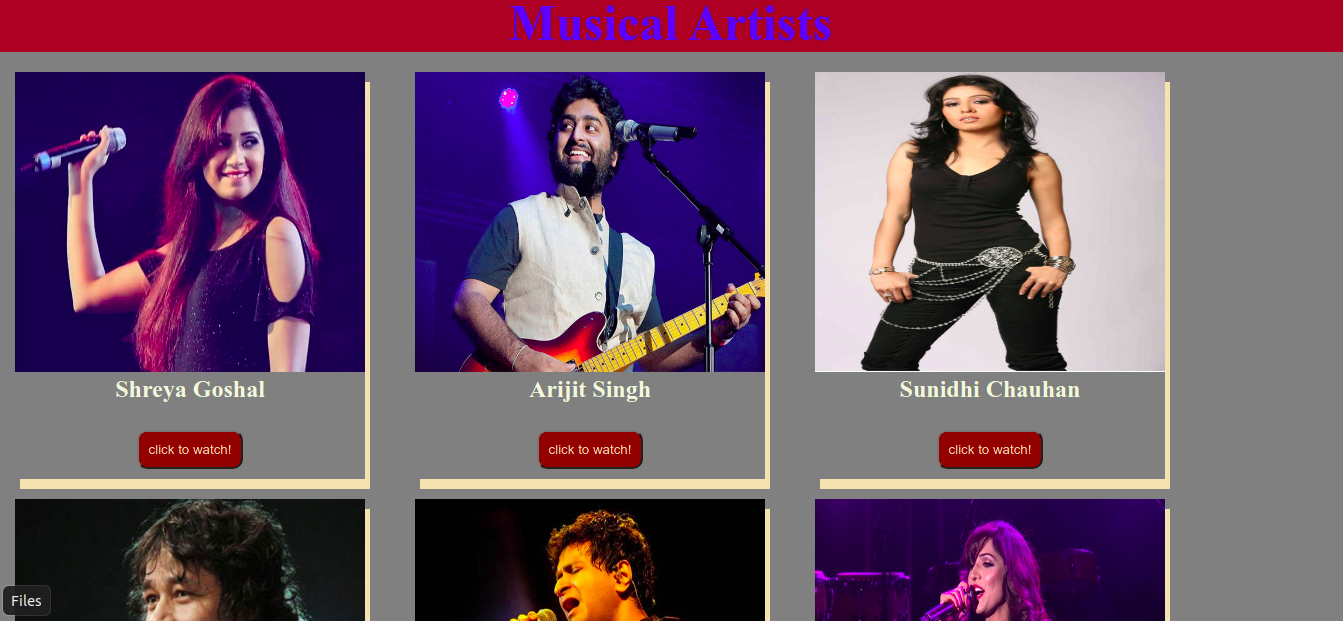 Musical Artists
Shreya Goshal
Arijit Singh
Sunidhi Chauhan
click to watch!
click to watch!
click to watch!
Files